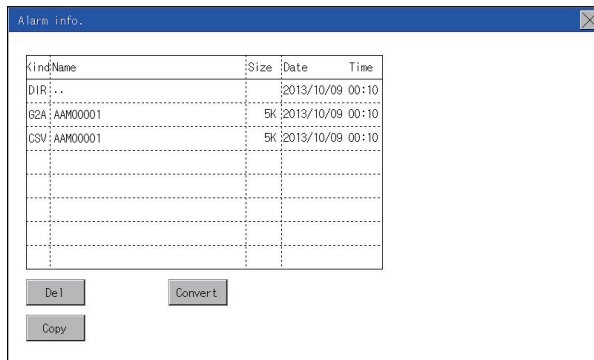 Alarm info.
Kind Name Size Date Time
DIR .. 2013/10/09 00:10
G2A AAM00001 5K 2013/10/09 00:10
CSV AAM00001 5K 2013/10/09 00:10
Del Convert
Copy